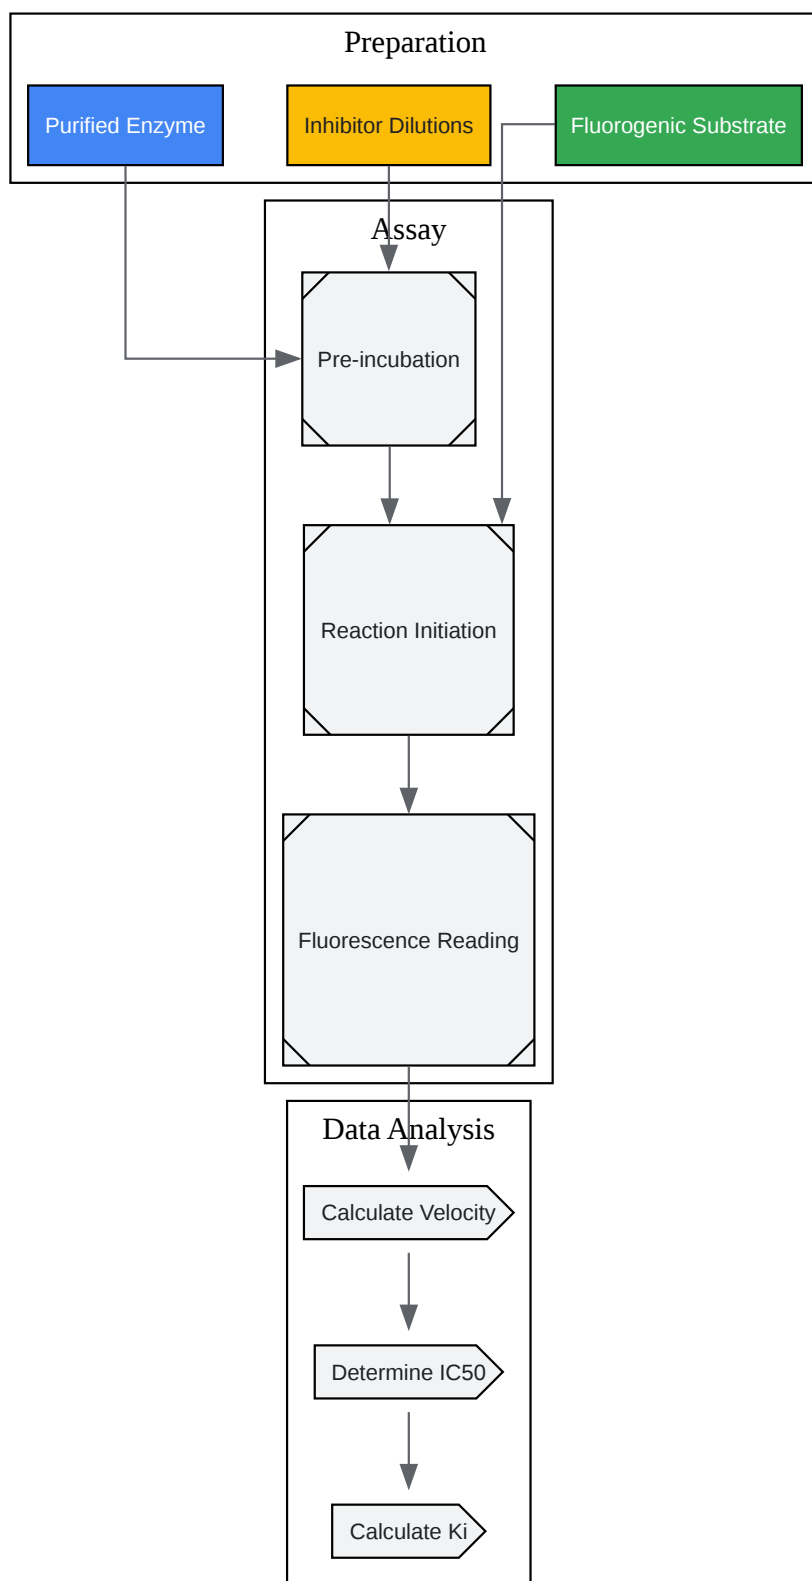 Preparation
Purified Enzyme
Inhibitor Dilutions
Fluorogenic Substrate
Assay
Pre-incubation
Reaction Initiation
Fluorescence Reading
Data Analysis
Calculate Velocity
Determine IC50
Calculate Ki